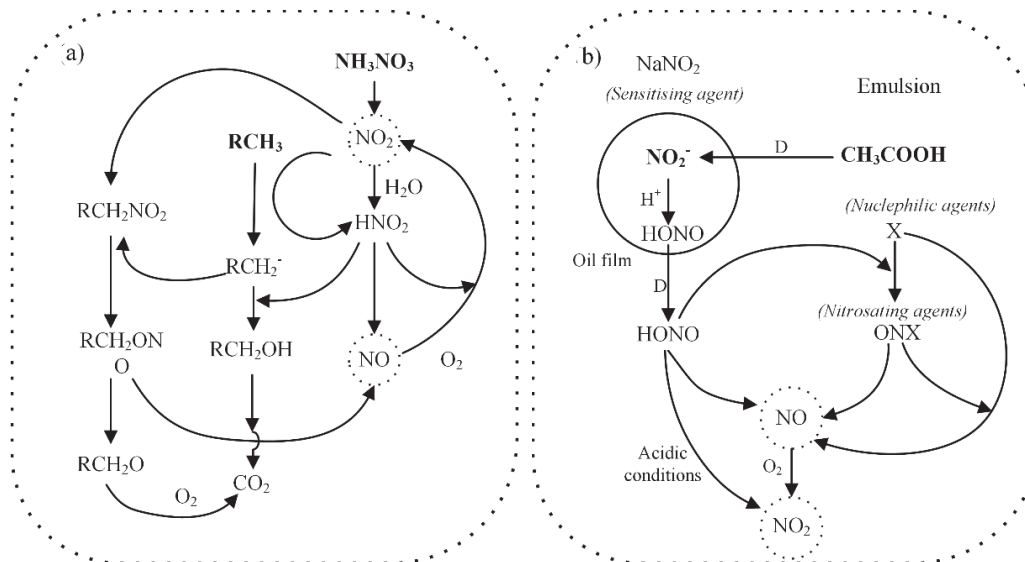 a)
NH₃NO₃
NO₂
RCH₃
H₂O
RCH₂NO₂
HNO₂
RCH₂⁻
RCH₂ON
O
RCH₂OH
NO
O₂
RCH₂O
CO₂
O₂
b)
NaNO₂
(Sensitising agent)
Emulsion
NO₂⁻
D
CH₃COOH
H⁺
HONO
(Nuclephilic agents)
X
Oil film
D
(Nitrosating agents)
HONO
ONX
NO
Acidic
conditions
O₂
NO₂